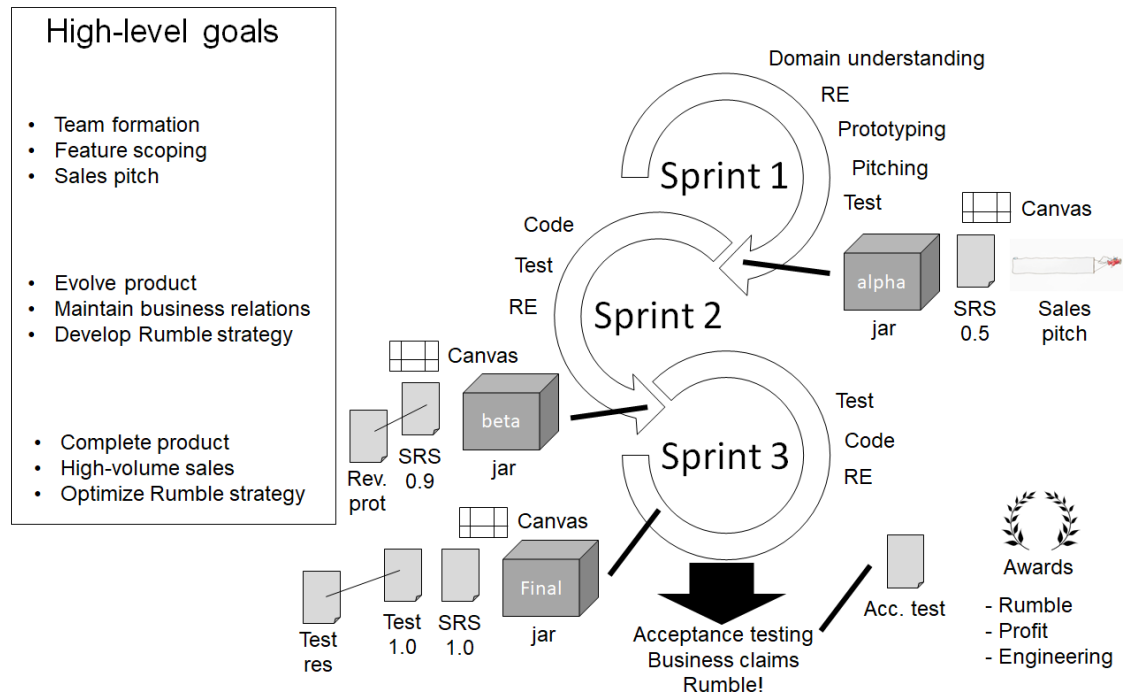 High-level goals
• Team formation
• Feature scoping
• Sales pitch
• Evolve product
• Maintain business relations
• Develop Rumble strategy
• Complete product
• High-volume sales
• Optimize Rumble strategy
Domain understanding
RE
Prototyping
Pitching
Test
Sprint 1
Canvas
alpha
jar
SRS
0.5
Sales
pitch
Code
Test
RE
Sprint 2
Canvas
beta
jar
SRS
0.9
Rev.
prot
Test
Code
RE
Sprint 3
Canvas
Final
jar
SRS
1.0
Test
1.0
Test
res
Acceptance testing
Business claims
Rumble!
Acc. test
Awards
- Rumble
- Profit
- Engineering